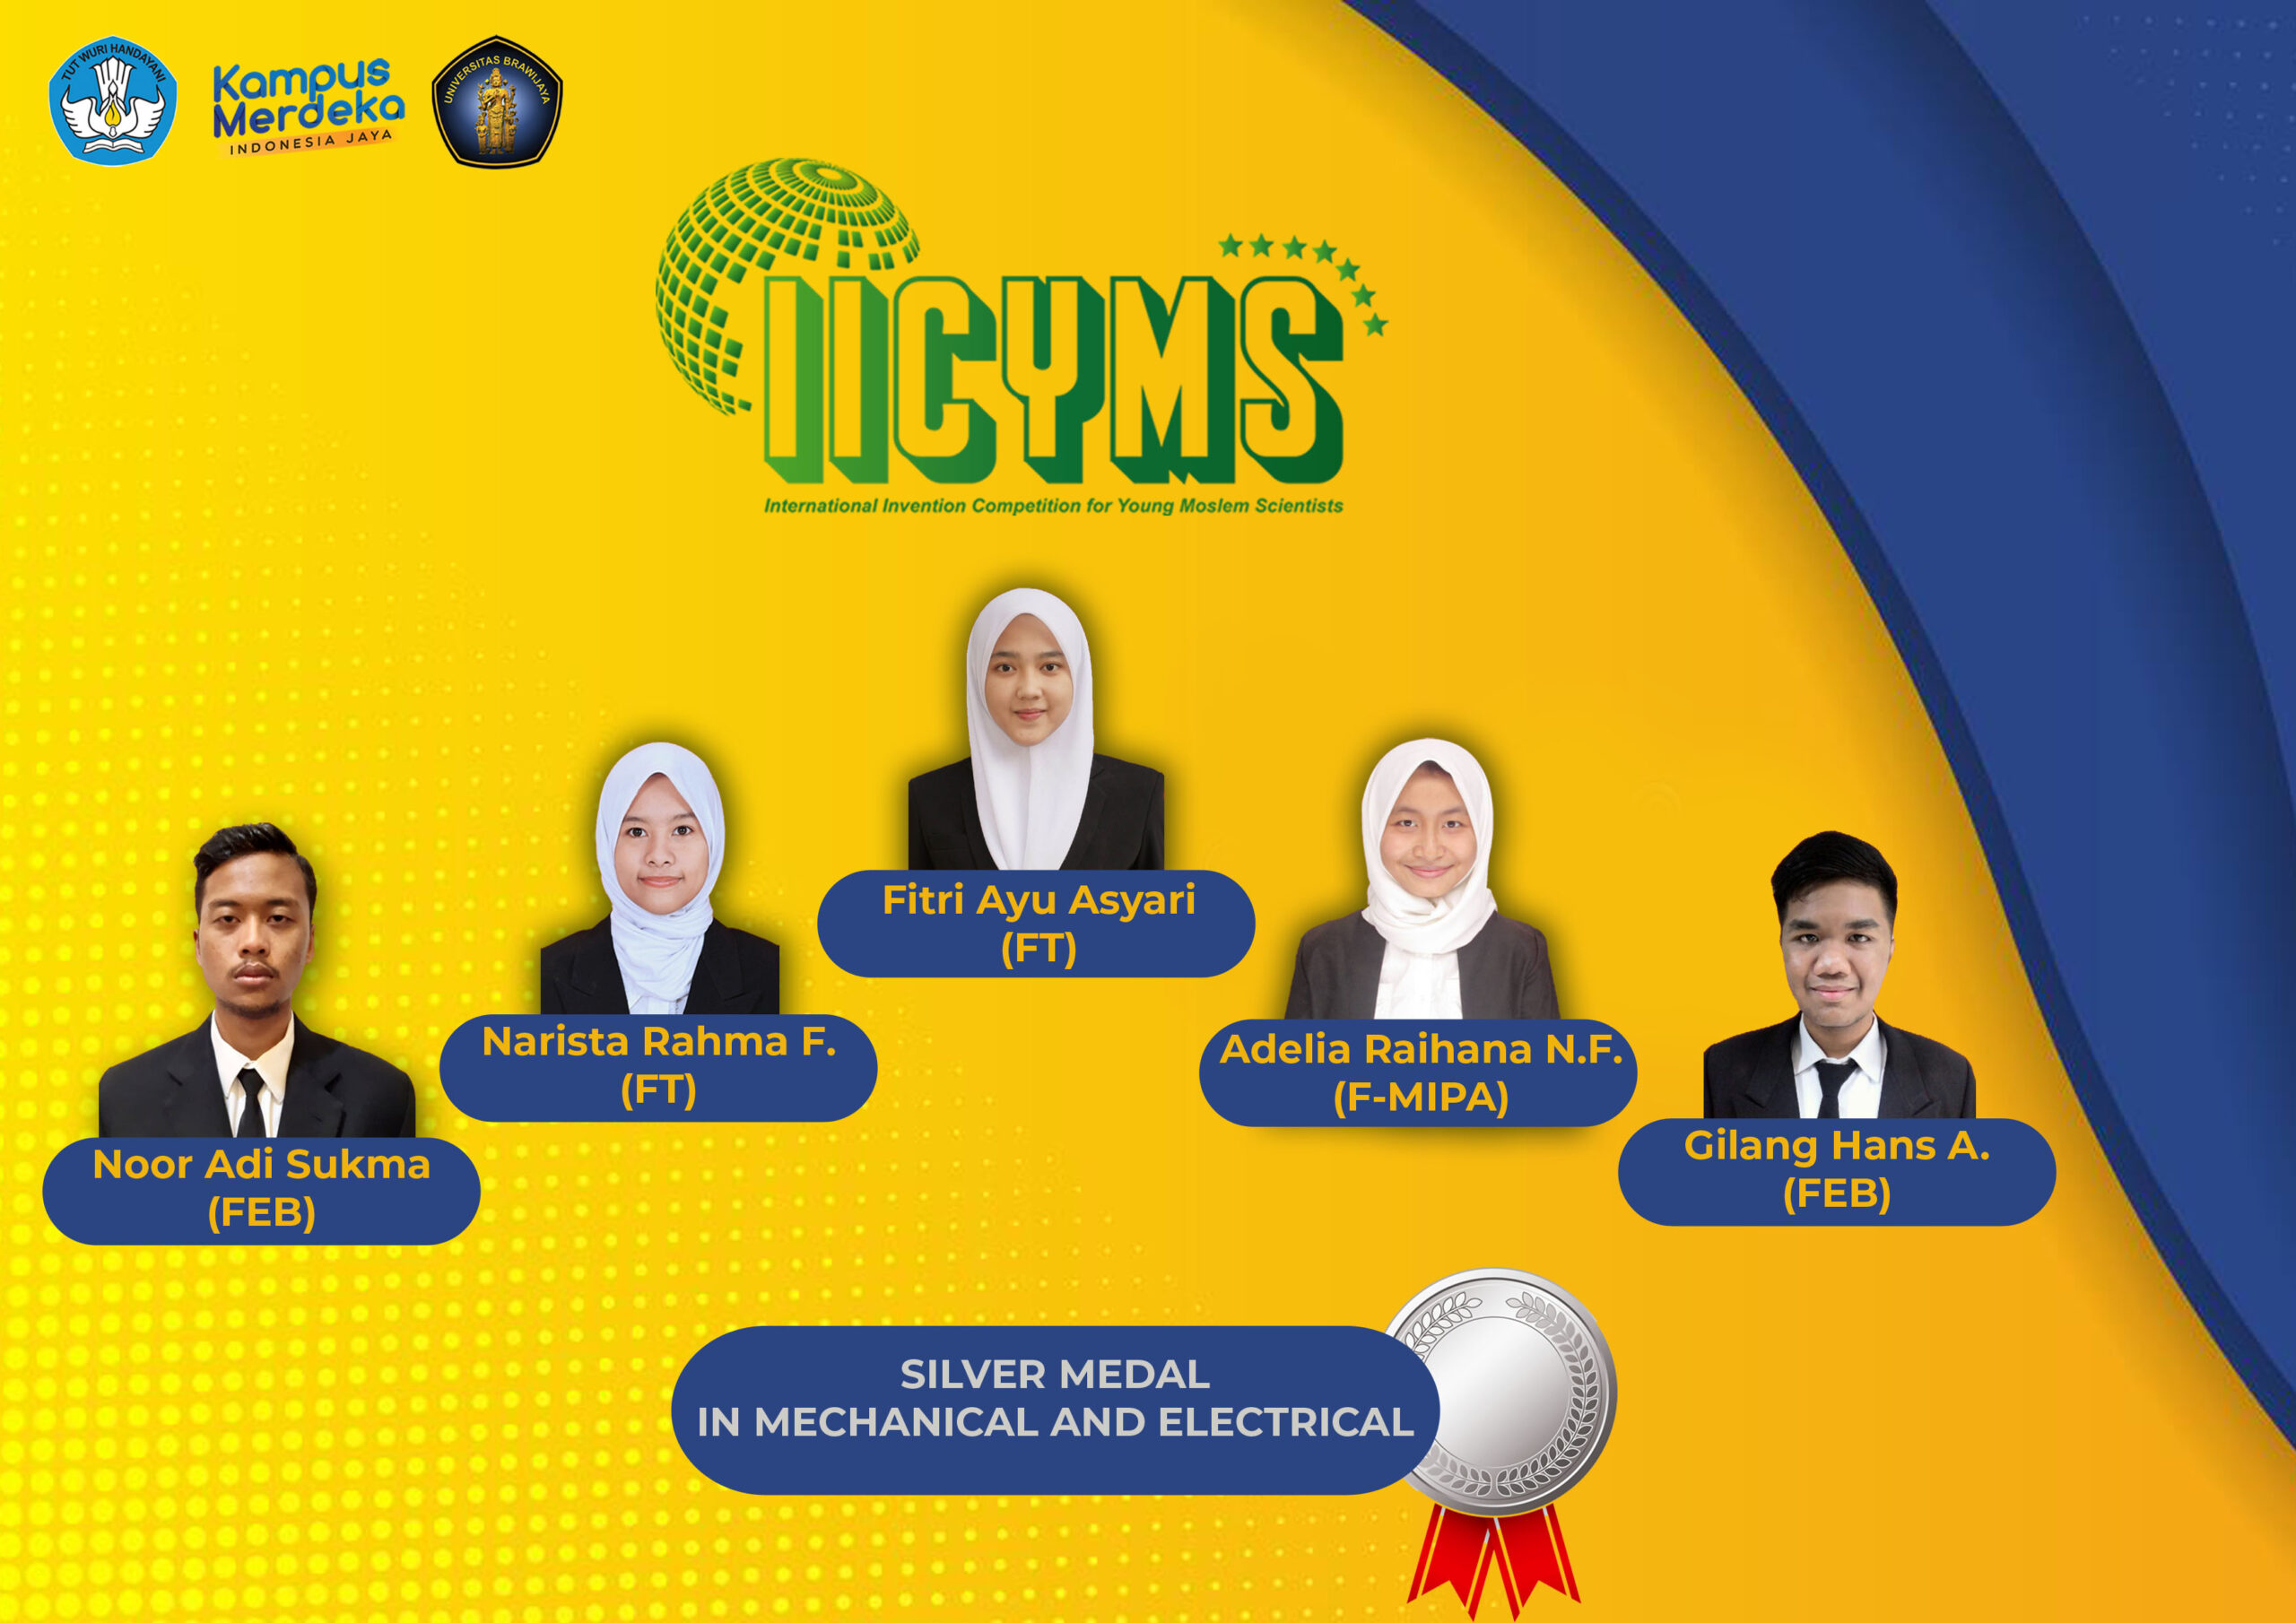 TUT WURI HANDAYANI
Kampus
Merdeka
INDONESIA JAYA
UNIVERSITAS BRAWIJAYA
IICYMS
International Invention Competition for Young Moslem Scientists
Fitri Ayu Asyari
(FT)
Narista Rahma F.
(FT)
Adelia Raihana N.F.
(F-MIPA)
Noor Adi Sukma
(FEB)
Gilang Hans A.
(FEB)
SILVER MEDAL
IN MECHANICAL AND ELECTRICAL